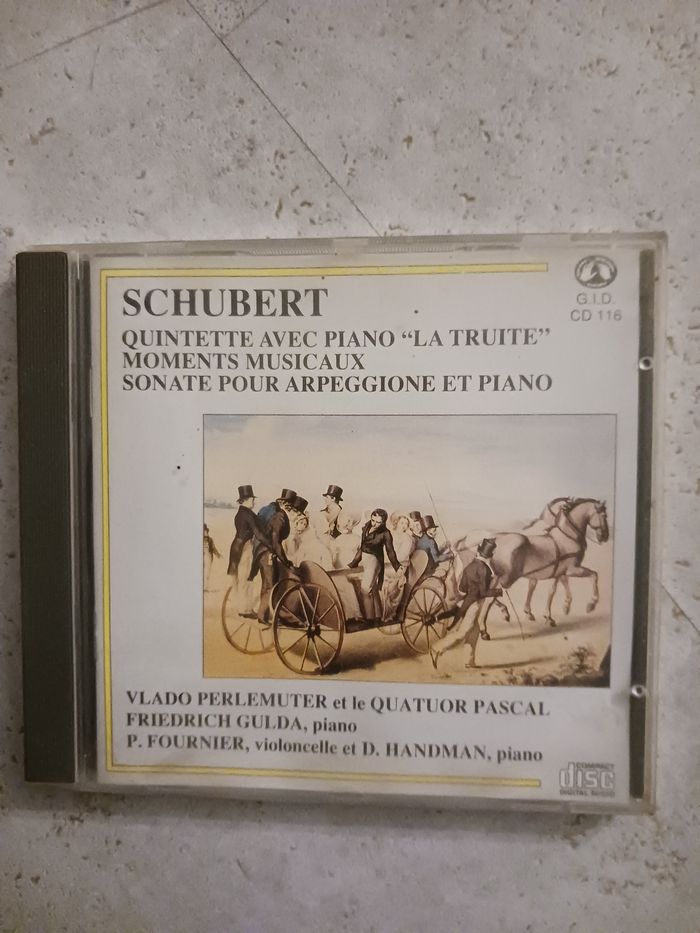 SCHUBERT
QUINTETTE AVEC PIANO “LA TRUITE”
MOMENTS MUSICAUX
SONATE POUR ARPEGGIONE ET PIANO
G.I.D.
CD 116
VLADO PERLEMUTER et le QUATUOR PASCAL
FRIEDRICH GULDA, piano
P. FOURNIER, violoncelle et D. HANDMAN, piano
COMPACT
disc
DIGITAL AUDIO